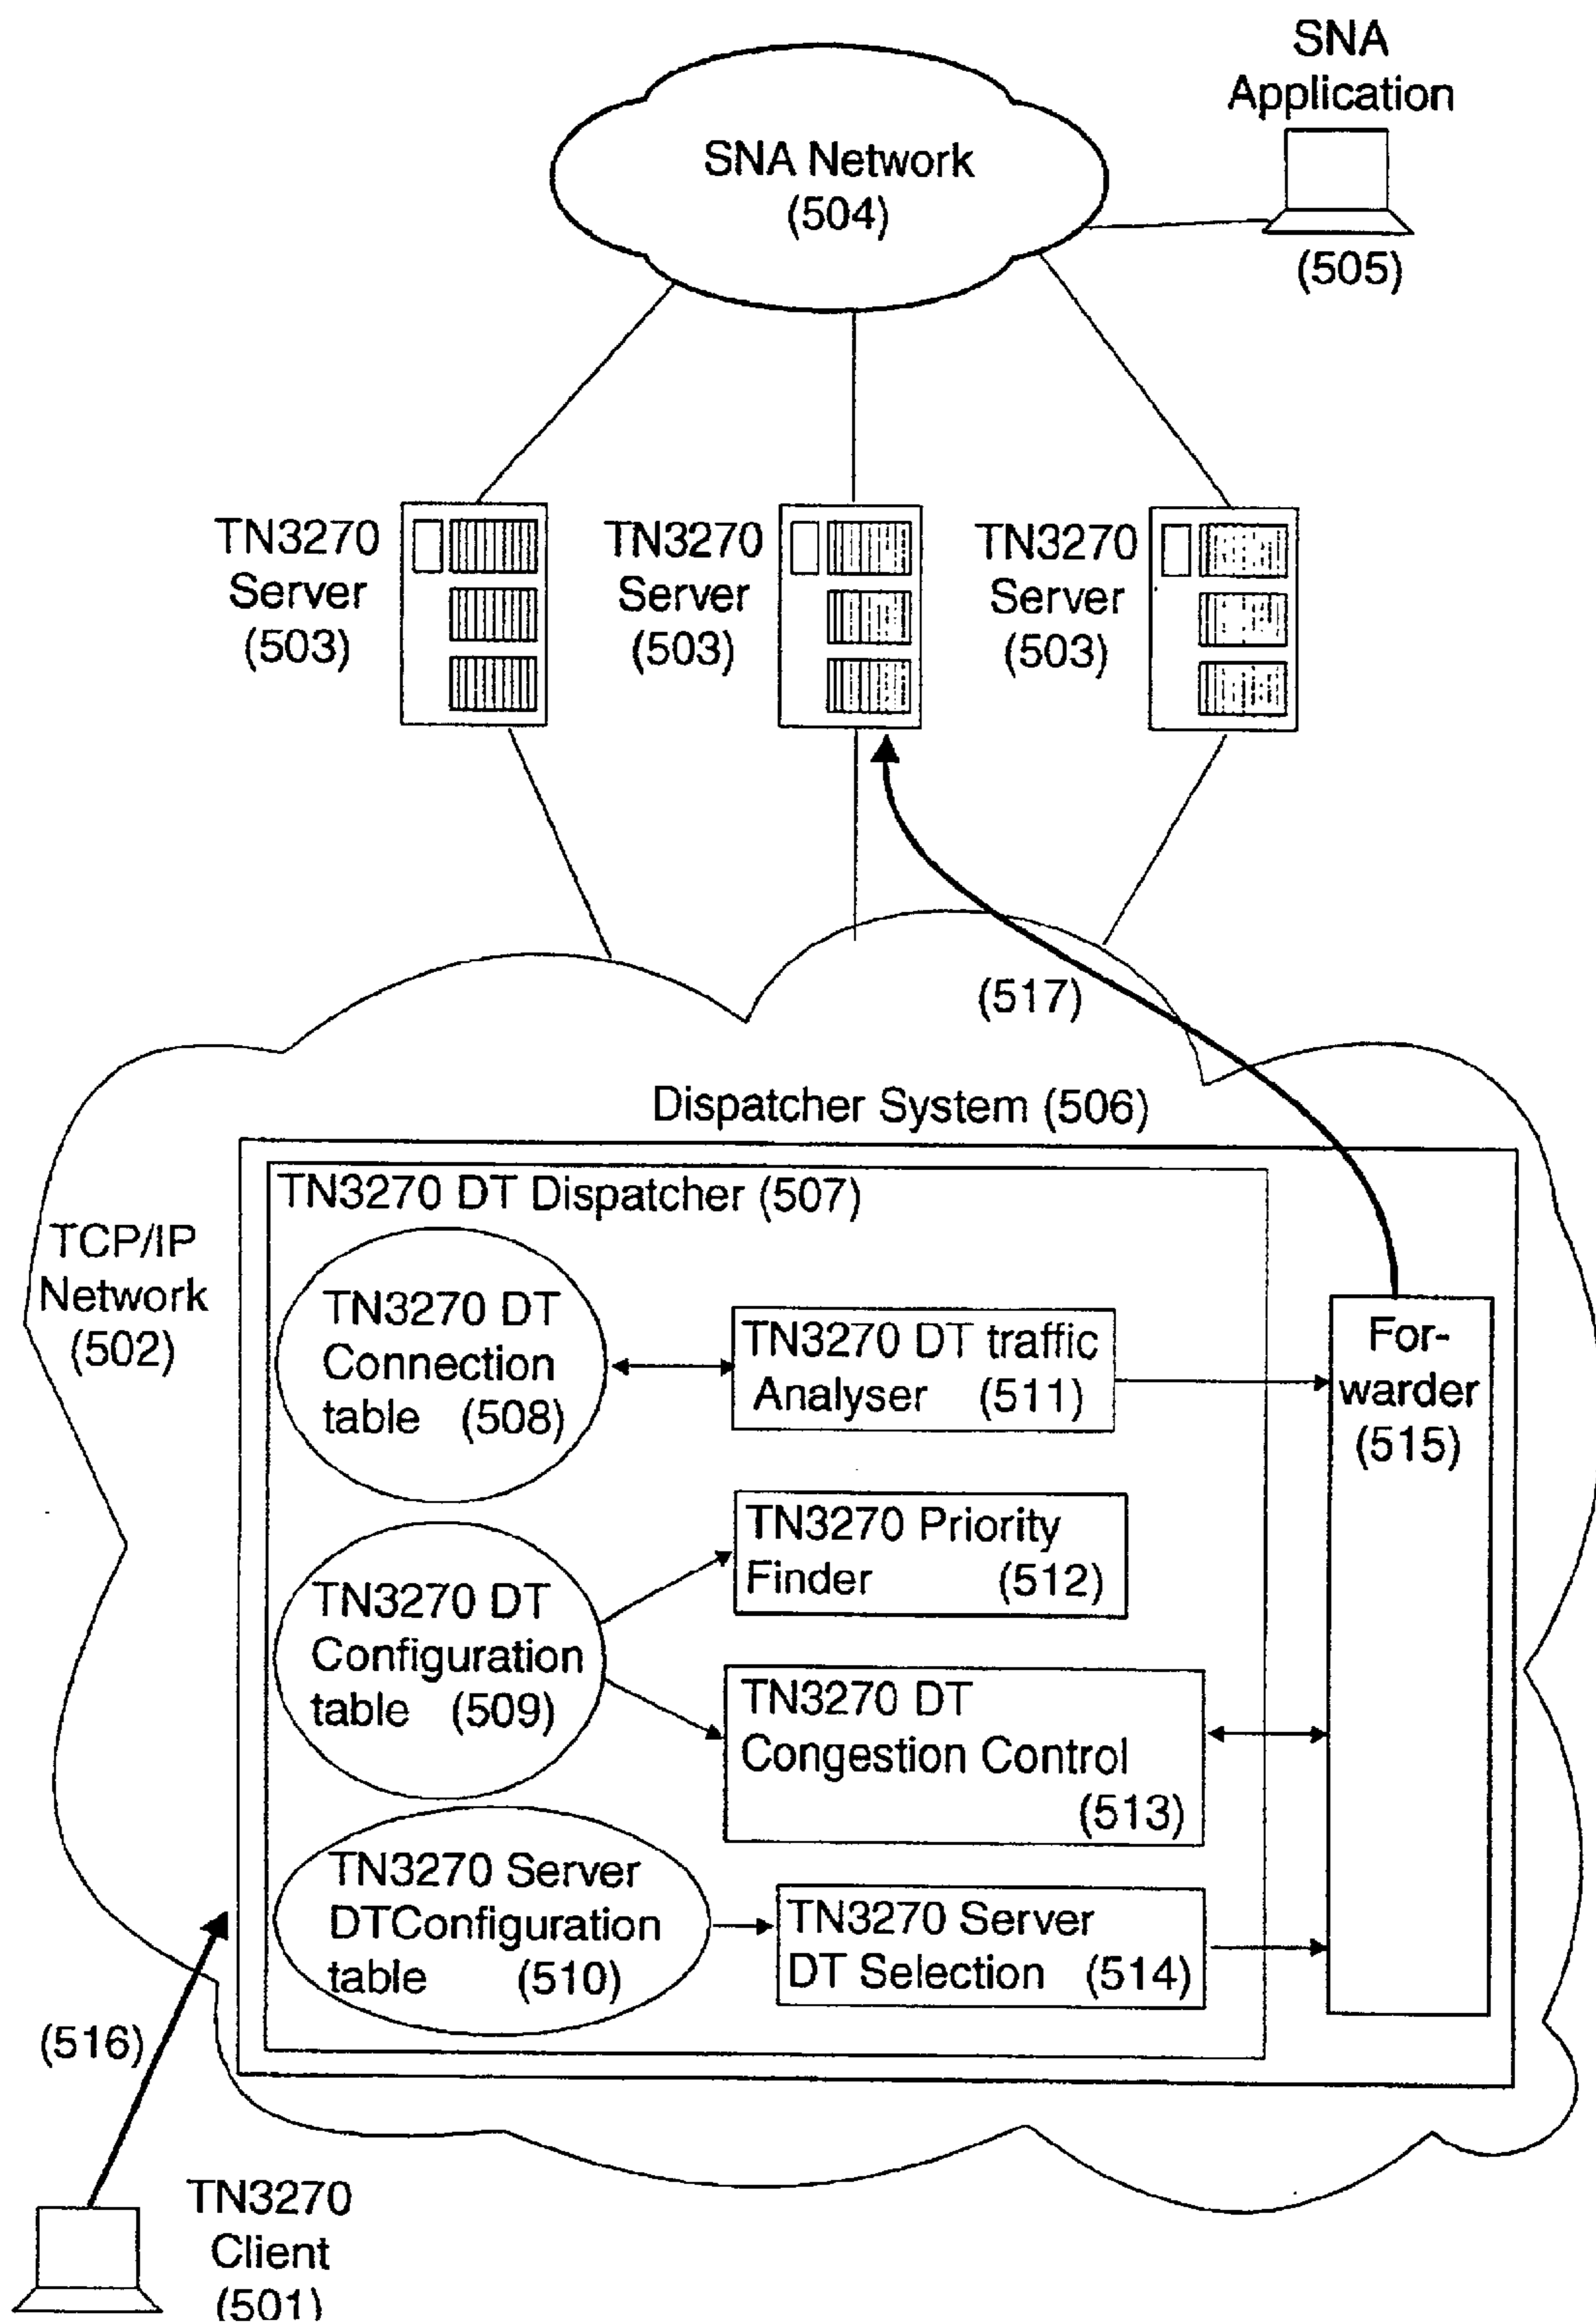 SNA
Application
(505)
SNA Network
(504)
TN3270
Server
(503)
TN3270
Server
(503)
TN3270
Server
(503)
(517)
Dispatcher System (506)
TN3270 DT Dispatcher (507)
TCP/IP
Network
(502)
TN3270 DT
Connection
table (508)
TN3270 DT traffic
Analyser (511)
For-
warder
(515)
TN3270 Priority
Finder (512)
TN3270 DT
Configuration
table (509)
TN3270 DT
Congestion Control
(513)
TN3270 Server
DTConfiguration
table (510)
TN3270 Server
DT Selection (514)
(516)
TN3270
Client
(501)